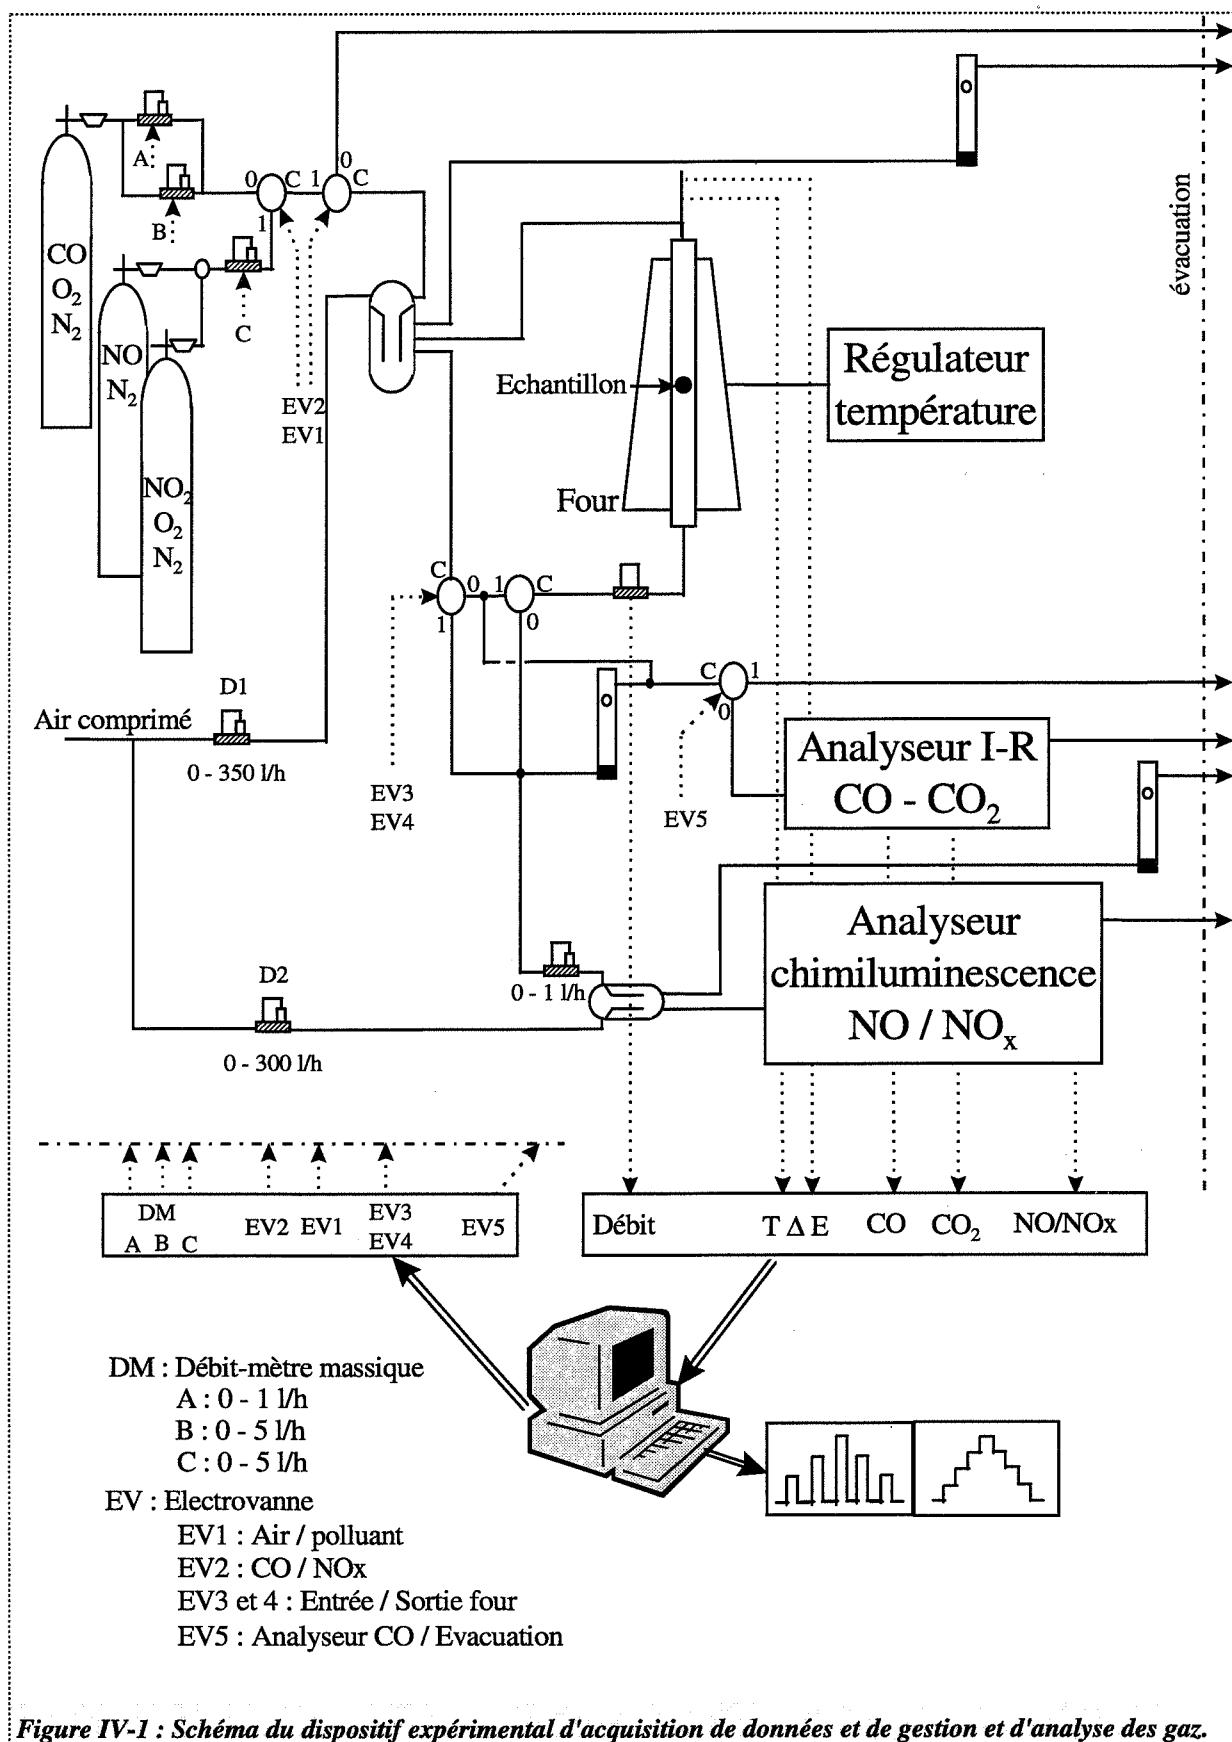 A
B
C
CO
O2
N2
NO
N2
NO2
O2
N2
0
C
1
0
C
1
EV2
EV1
évacuation
Echantillon
Four
Régulateur
température
C
0
1
1
C
0
C
1
0
D1
Air comprimé
0 - 350 l/h
EV3
EV4
EV5
Analyseur I-R
CO - CO2
Analyseur
chimiluminescence
NO / NOx
0 - 1 l/h
D2
0 - 300 l/h
DM
A B C
EV2 EV1
EV3
EV4
EV5
Débit T Δ E CO CO2 NO/NOx
DM : Débit-mètre massique
A : 0 - 1 l/h
B : 0 - 5 l/h
C : 0 - 5 l/h
EV : Electrovanne
EV1 : Air / polluant
EV2 : CO / NOx
EV3 et 4 : Entrée / Sortie four
EV5 : Analyseur CO / Evacuation
Figure IV-1 : Schéma du dispositif expérimental d'acquisition de données et de gestion et d'analyse des gaz.